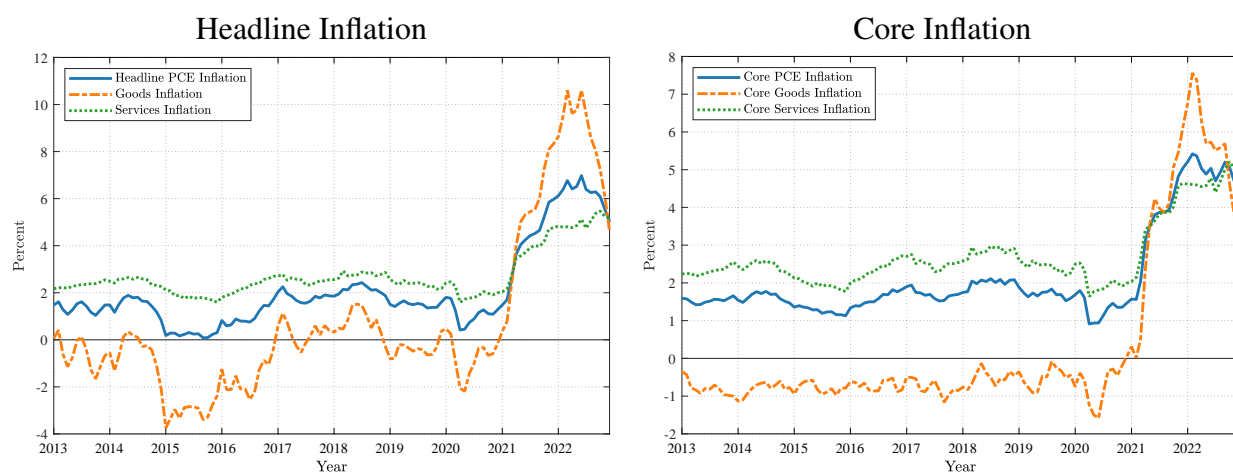 Headline Inflation
12
10
8
6
4
2
0
-2
-4
Percent
Headline PCE Inflation
Goods Inflation
Services Inflation
2013 2014 2015 2016 2017 2018 2019 2020 2021 2022
Year
Core Inflation
8
7
6
5
4
3
2
1
0
-1
-2
Percent
Core PCE Inflation
Core Goods Inflation
Core Services Inflation
2013 2014 2015 2016 2017 2018 2019 2020 2021 2022
Year